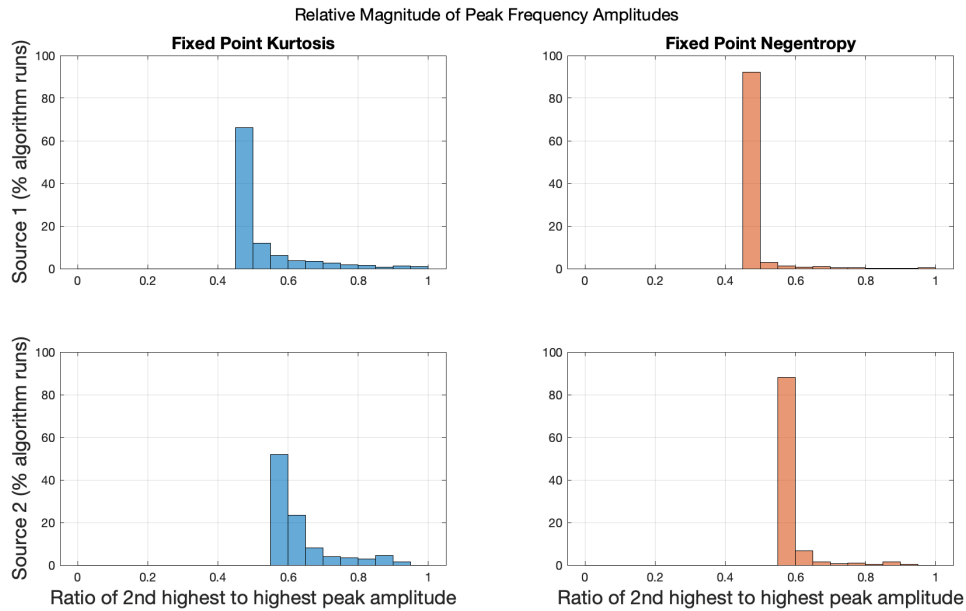 Relative Magnitude of Peak Frequency Amplitudes
Fixed Point Kurtosis
Source 1 (% algorithm runs)
100
80
60
40
20
0
0 0.2 0.4 0.6 0.8 1
Fixed Point Negentropy
100
80
60
40
20
0
0 0.2 0.4 0.6 0.8 1
Source 2 (% algorithm runs)
100
80
60
40
20
0
0 0.2 0.4 0.6 0.8 1
Ratio of 2nd highest to highest peak amplitude
100
80
60
40
20
0
0 0.2 0.4 0.6 0.8 1
Ratio of 2nd highest to highest peak amplitude